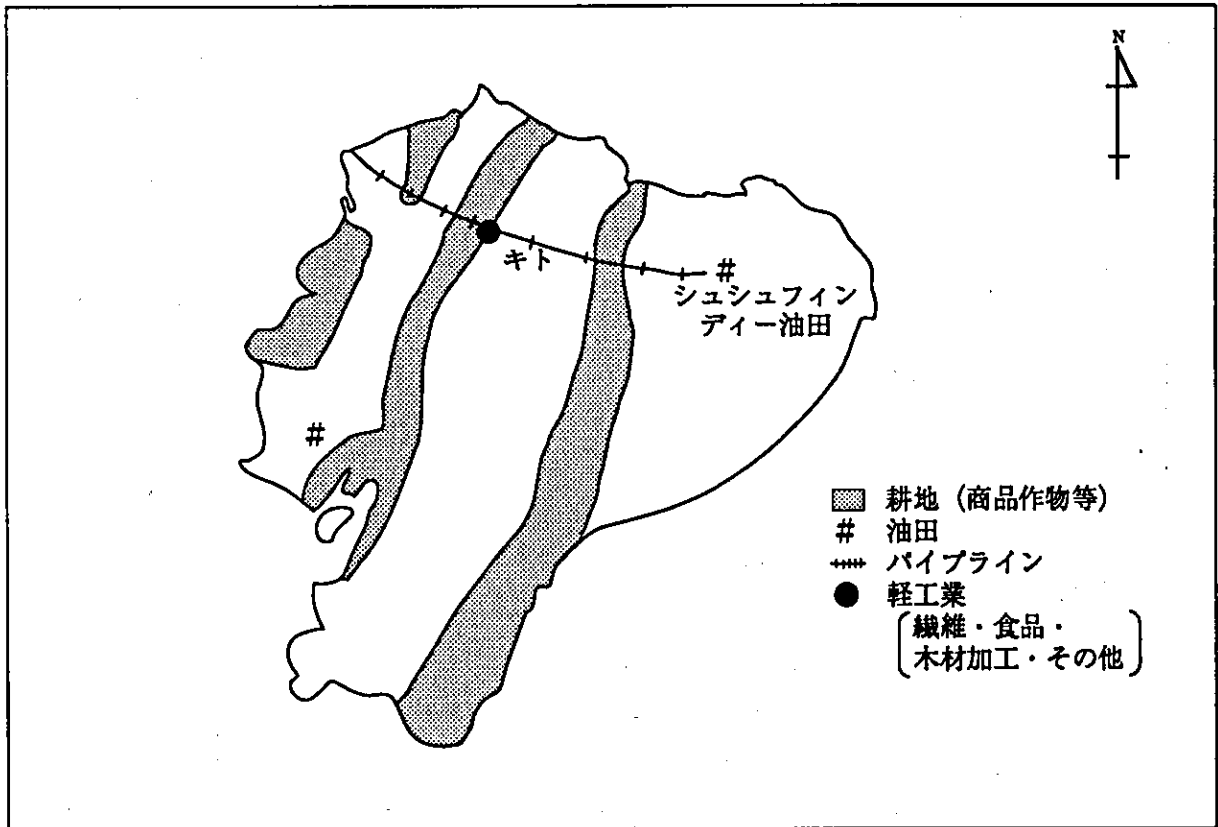 N
キト
#
シュシュフィン
ディー油田
#
耕地(商品作物等)
# 油田
パイプライン
軽工業
繊維・食品・
木材加工・その他